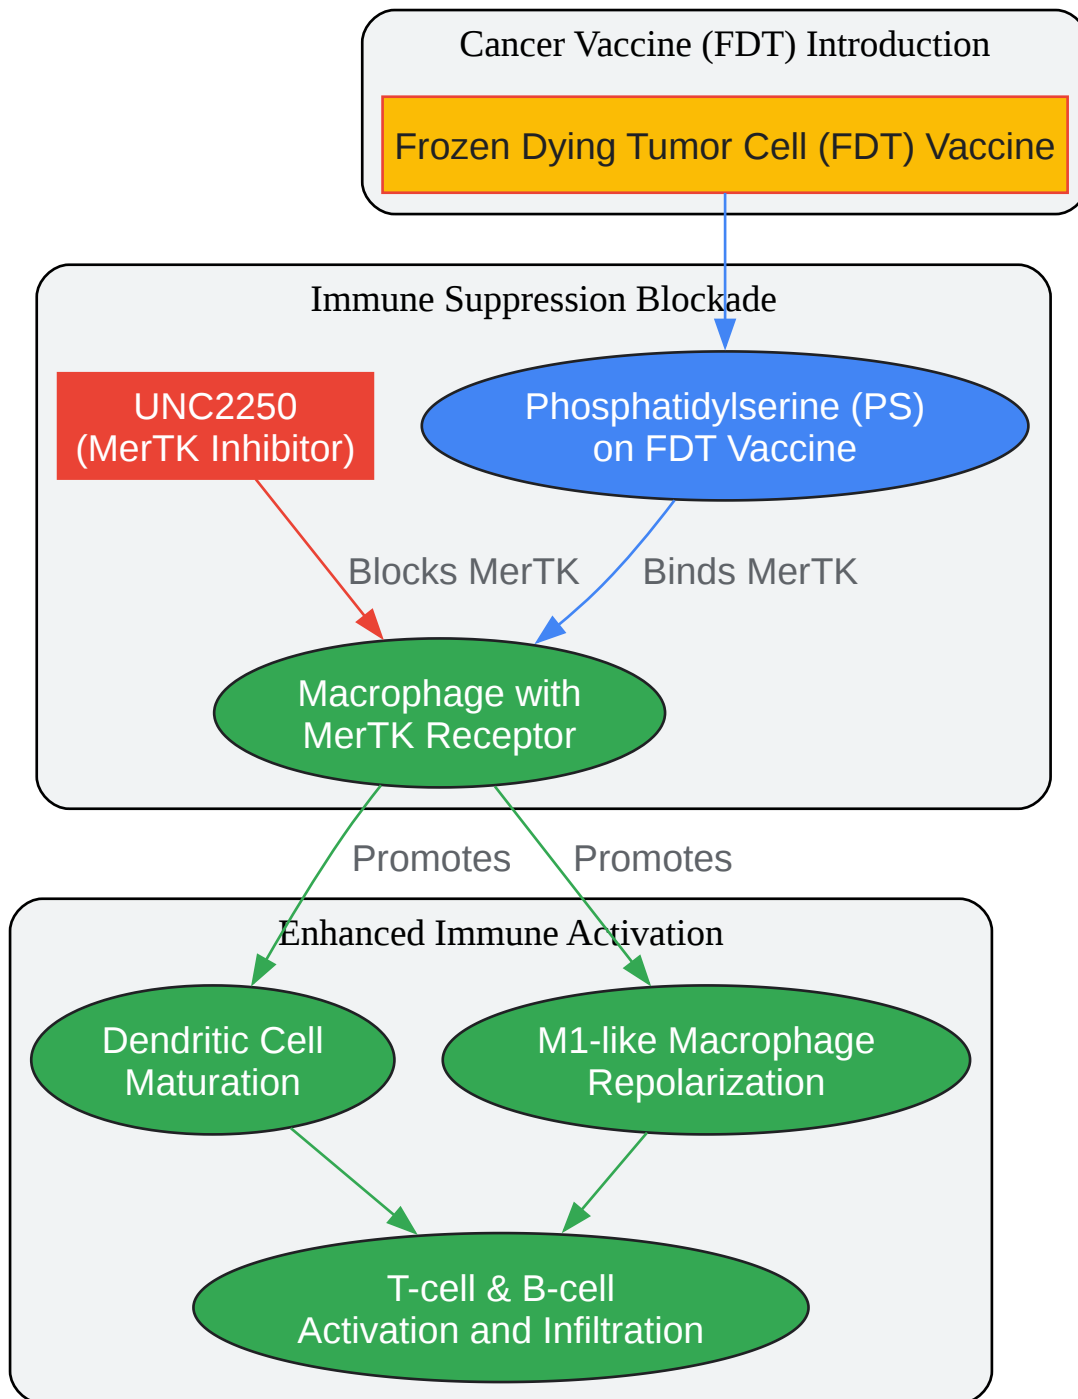 Cancer Vaccine (FDT) Introduction
Frozen Dying Tumor Cell (FDT) Vaccine
Immune Suppression Blockade
UNC2250
(MerTK Inhibitor)
Phosphatidylserine (PS)
on FDT Vaccine
Blocks MerTK
Binds MerTK
Macrophage with
MerTK Receptor
Promotes
Promotes
Enhanced Immune Activation
Dendritic Cell
Maturation
M1-like Macrophage
Repolarization
T-cell & B-cell
Activation and Infiltration